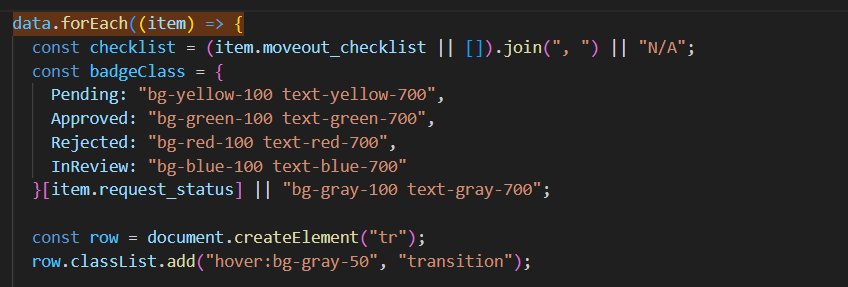 data.forEach((item) => {
const checklist = (item.moveout_checklist || []).join(", ") || "N/A";
const badgeClass = {
Pending: "bg-yellow-100 text-yellow-700",
Approved: "bg-green-100 text-green-700",
Rejected: "bg-red-100 text-red-700",
InReview: "bg-blue-100 text-blue-700"
}[item.request_status] || "bg-gray-100 text-gray-700";
const row = document.createElement("tr");
row.classList.add("hover:bg-gray-50", "transition");